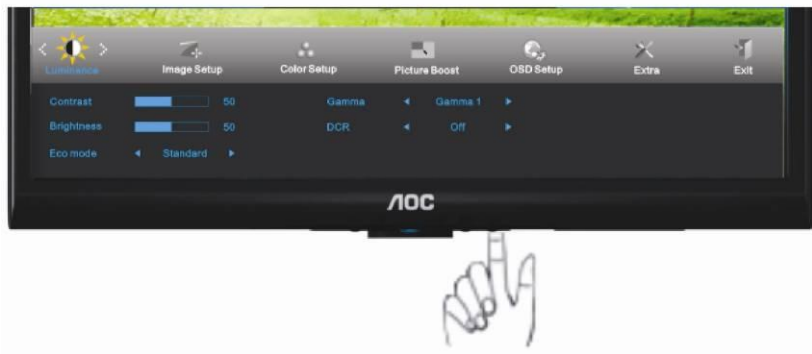 < >
Luminance Image Setup Color Setup Picture Boost OSD Setup Extra Exit
Contrast 50 Gamma Gamma 1
Brightness 50 DCR Off
Eco mode Standard
AOC